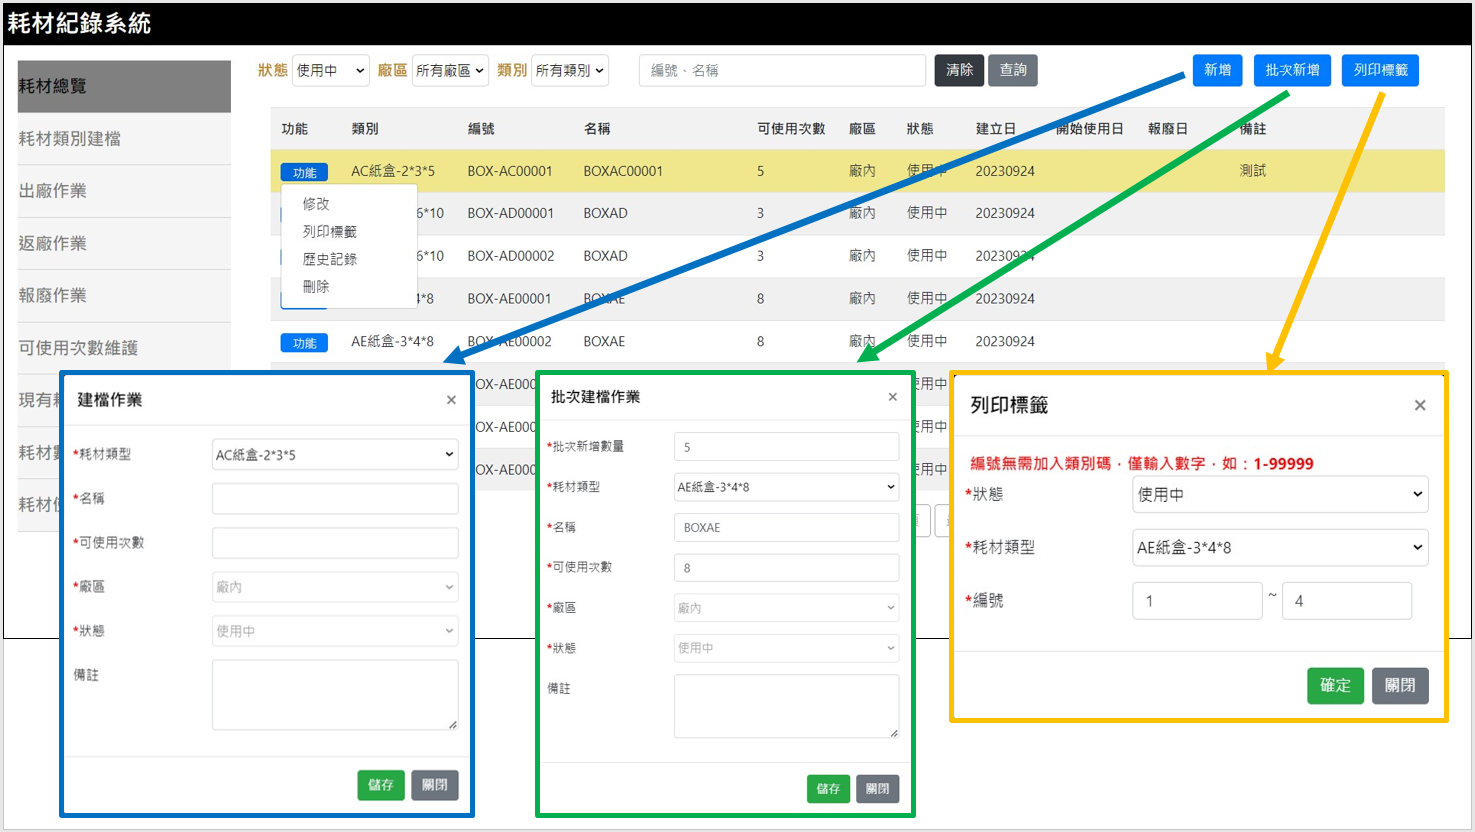 耗材紀錄系統
耗材總覽
耗材類別建檔
出廠作業
返廠作業
報廢作業
可使用次數維護
現有
耗材
耗材
狀態 使用中 廠區 所有廠區 類別 所有類別 編號、名稱 清除 查詢 新增 批次新增 列印標籤
功能 類別 編號 名稱 可使用次數 廠區 狀態 建立日 開始使用日 報廢日 備註
功能 AC紙盒-2*3*5 BOX-AC00001 BOXAC00001 5 廠內 使用中 20230924 測試
6*10 BOX-AD00001 BOXAD 3 廠內 使用中 20230924
6*10 BOX-AD00002 BOXAD 3 廠內 使用中 20230924
4*8 BOX-AE00001 BOXAE 8 廠內 使用中 20230924
功能 AE紙盒-3*4*8 BOX-AE00002 BOXAE 8 廠內 使用中 20230924
修改
列印標籤
歷史記錄
刪除
OX-AE000 使用中
OX-AE000 使用中
OX-AE000 使用中
建檔作業 ×
*耗材類型 AC紙盒-2*3*5
*名稱
*可使用次數
*廠區 廠內
*狀態 使用中
備註
儲存 關閉
批次建檔作業 ×
*批次新增數量 5
*耗材類型 AE紙盒-3*4*8
*名稱 BOXAE
*可使用次數 8
*廠區 廠內
*狀態 使用中
備註
儲存 關閉
列印標籤 ×
編號無需加入類別碼，僅輸入數字，如：1-99999
*狀態 使用中
*耗材類型 AE紙盒-3*4*8
*編號 1 ~ 4
確定 關閉